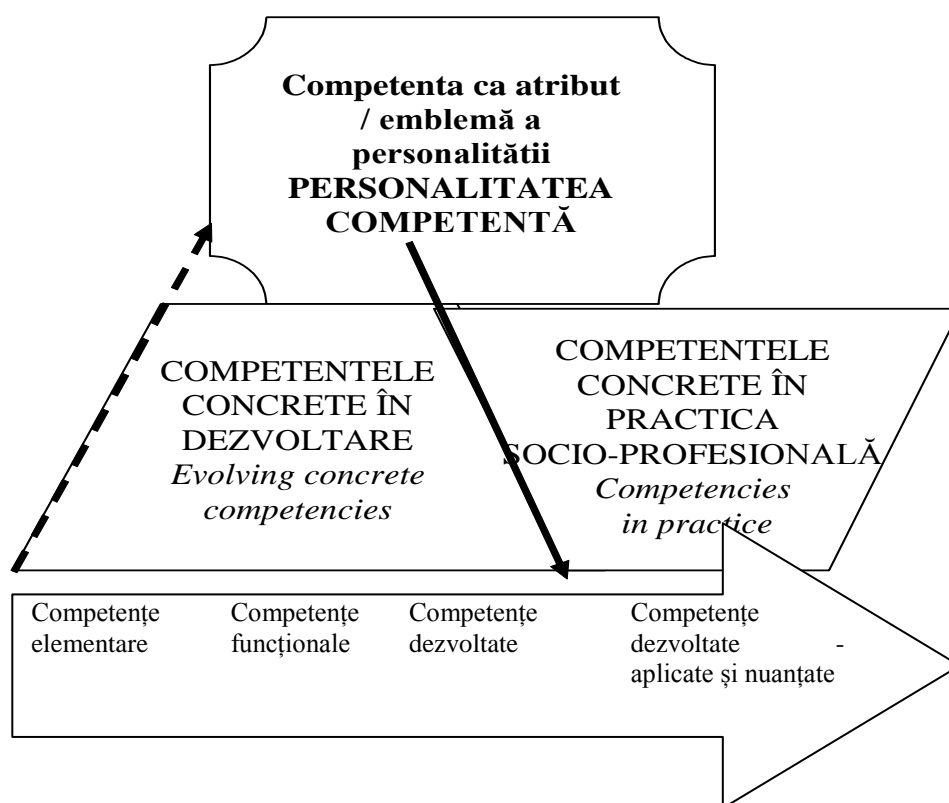 Competenta ca atribut
/ emblemă a
personalitătii
PERSONALITATEA
COMPETENTĂ
COMPETENTELE
CONCRETE ÎN
DEZVOLTARE
Evolving concrete
competencies
COMPETENTELE
CONCRETE ÎN
PRACTICA
SOCIO-PROFESIONALĂ
Competencies
in practice
Competențe
elementare
Competențe
funcționale
Competențe
dezvoltate
Competențe
dezvoltate -
aplicate și nuanțate